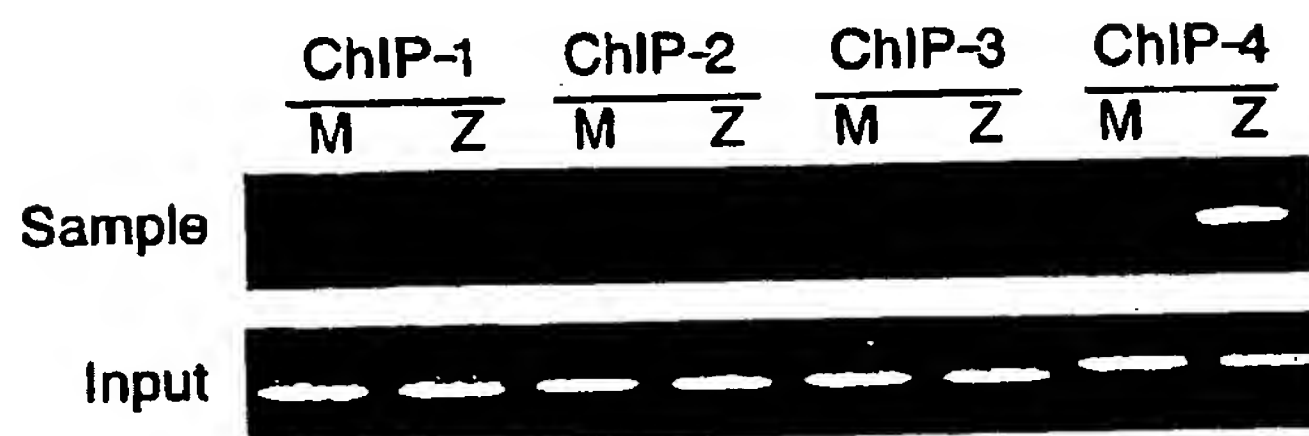 ChIP-1 ChIP-2 ChIP-3 ChIP-4
M Z M Z M Z M Z
Sample
Input